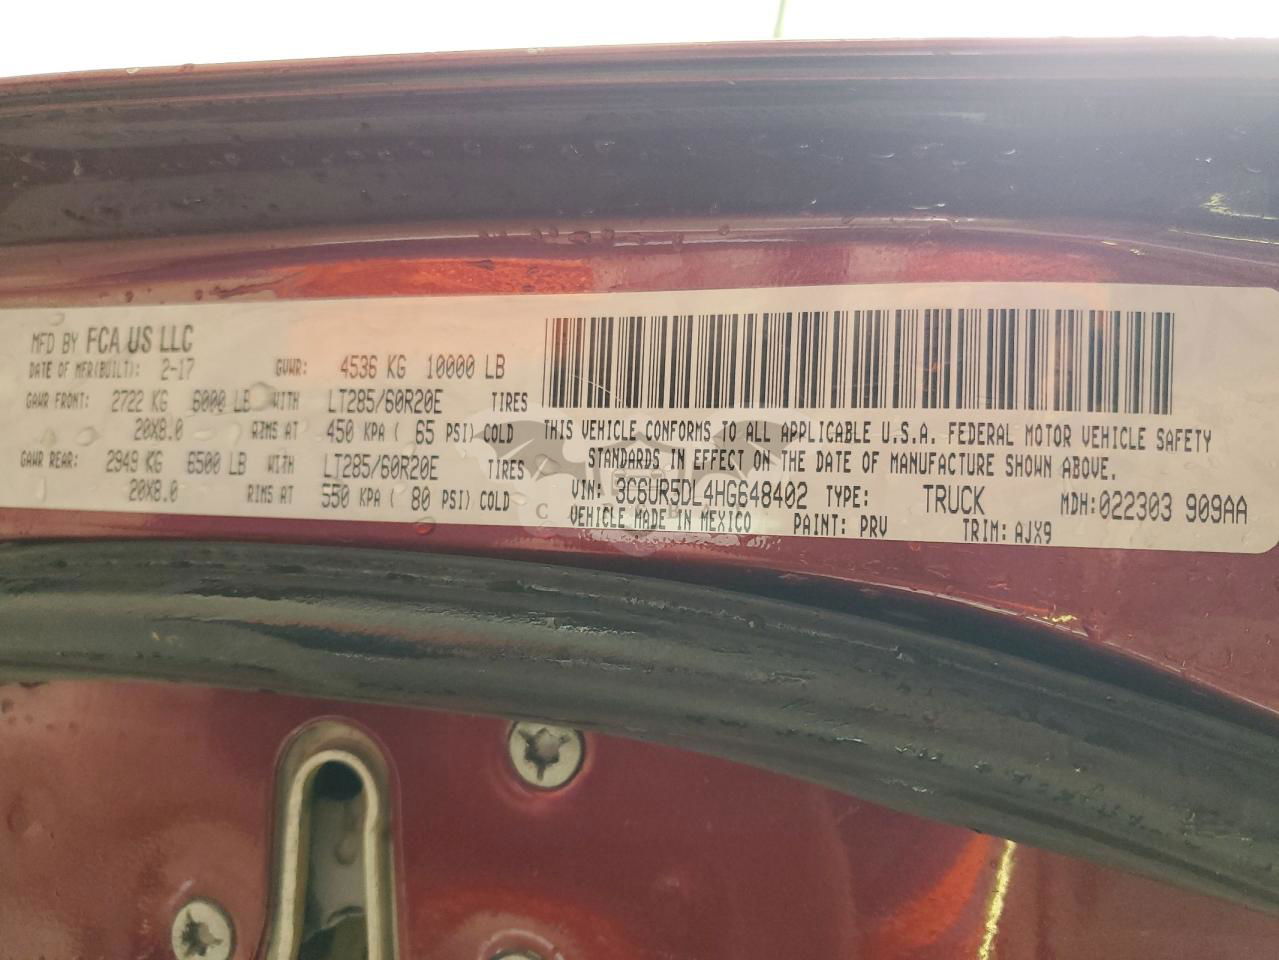 MFD BY FCA US LLC
DATE OF MFR(BUILT): 2-17 GVWR: 4536 KG 10000 LB
GAWR FRONT: 2722 KG 6000 LB WITH LT285/60R20E TIRES
20X8.0 RIMS AT 450 KPA ( 65 PSI) COLD
GAWR REAR: 2949 KG 6500 LB WITH LT285/60R20E TIRES
20X8.0 RIMS AT 550 KPA ( 80 PSI) COLD
THIS VEHICLE CONFORMS TO ALL APPLICABLE U.S.A. FEDERAL MOTOR VEHICLE SAFETY
STANDARDS IN EFFECT ON THE DATE OF MANUFACTURE SHOWN ABOVE.
VIN: 3C6UR5DL4HG648402 TYPE: TRUCK MDH: 022303 909AA
VEHICLE MADE IN MEXICO PAINT: PRV TRIM: AJX9